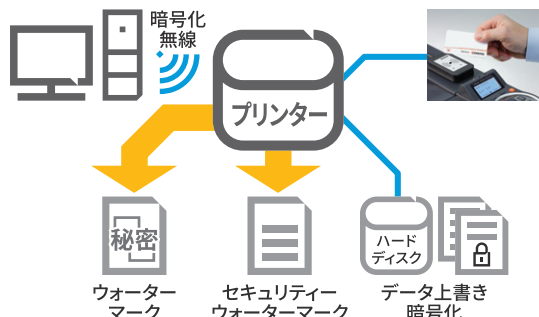 暗号化
無線
プリンター
秘密
ハード
ディスク
ウォーター
マーク
セキュリティー
ウォーターマーク
データ上書き
暗号化